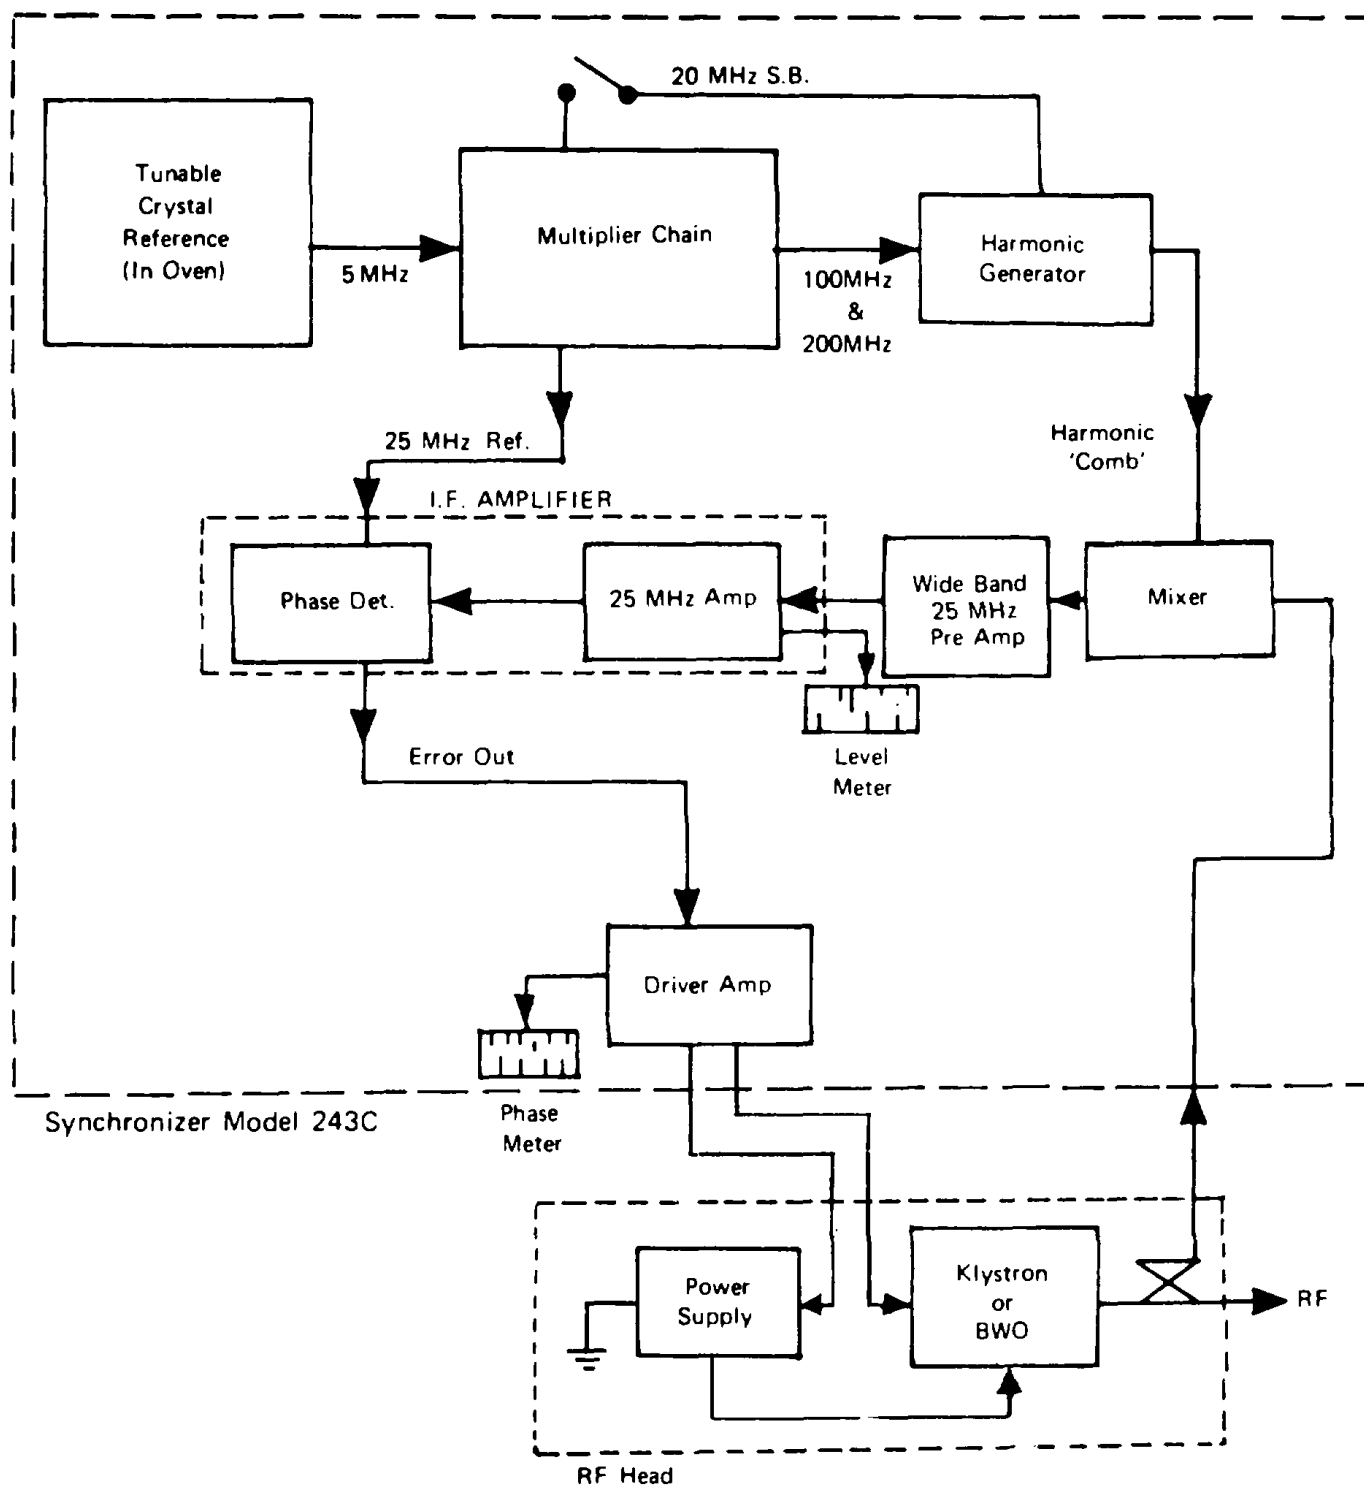 20 MHz S.B.
Tunable
Crystal
Reference
(In Oven)
5 MHz
Multiplier Chain
100MHz
&
200MHz
Harmonic
Generator
25 MHz Ref.
Harmonic
'Comb'
I.F. AMPLIFIER
Phase Det.
25 MHz Amp
Wide Band
25 MHz
Pre Amp
Mixer
Level
Meter
Error Out
Driver Amp
Phase
Meter
Synchronizer Model 243C
Power
Supply
Klystron
or
BWO
RF
RF Head